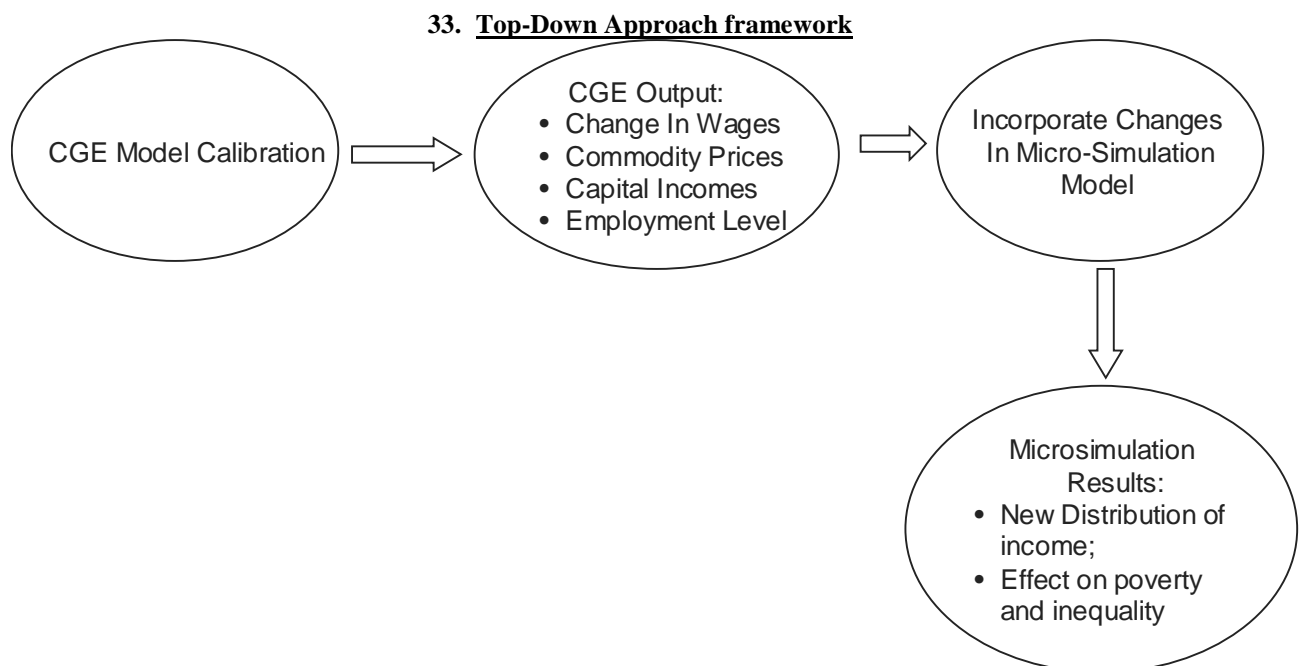 33. Top-Down Approach framework
CGE Model Calibration
CGE Output:
• Change In Wages
• Commodity Prices
• Capital Incomes
• Employment Level
Incorporate Changes
In Micro-Simulation
Model
Microsimulation
Results:
• New Distribution of
income;
• Effect on poverty
and inequality